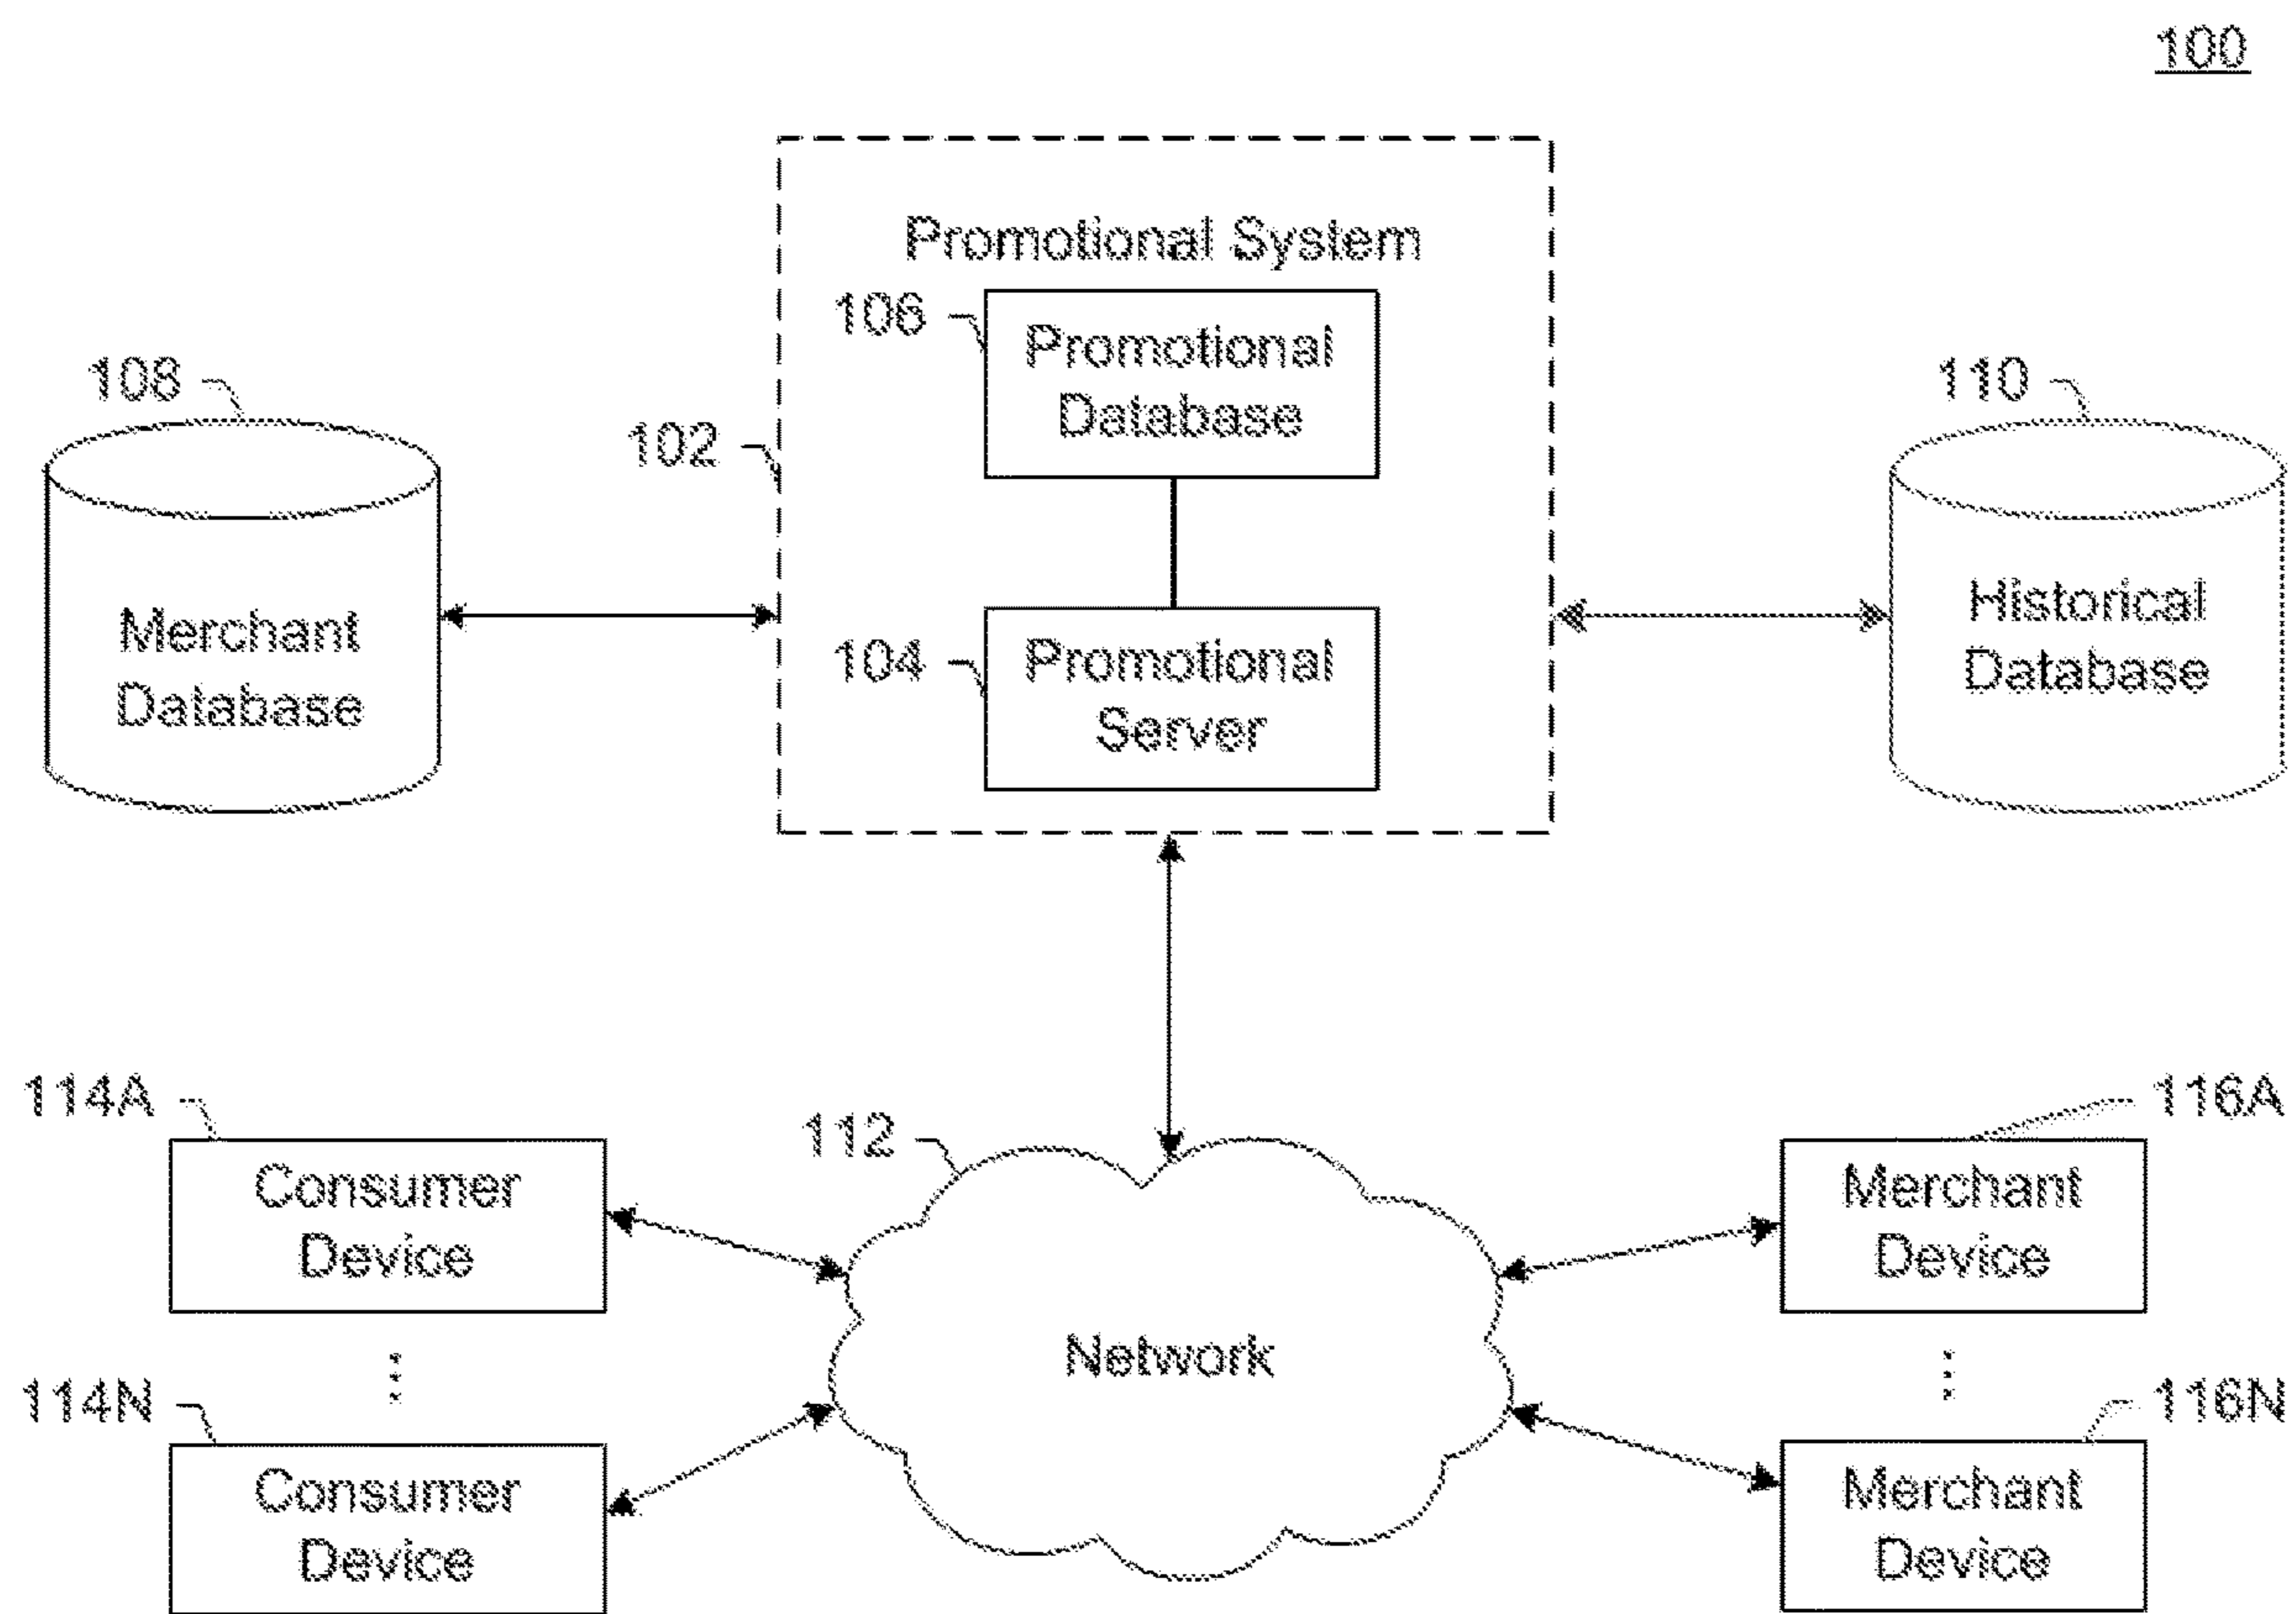 100
Promotional System
106
Promotional
Database
108
Merchant
Database
102
104
Promotional
Server
110
Historical
Database
114A
Consumer
Device
112
Network
116A
Merchant
Device
114N
Consumer
Device
116N
Merchant
Device